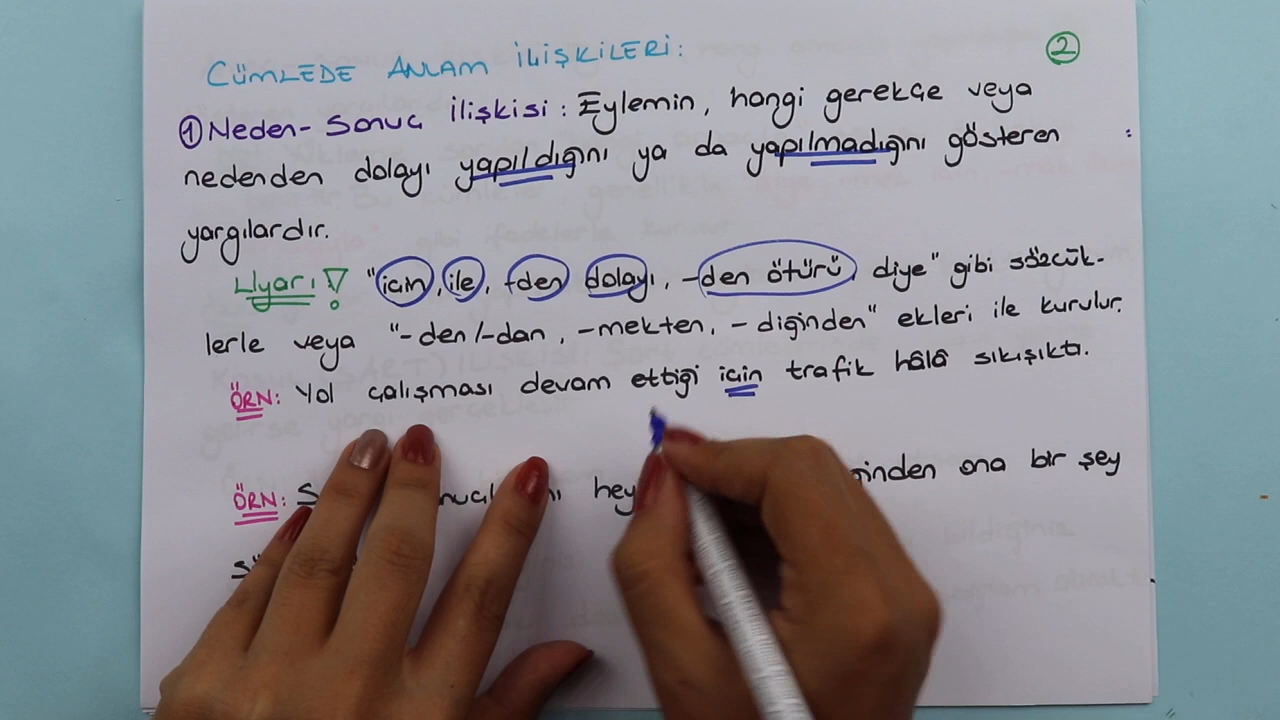 CÜMLEDE ANLAM İLİŞKİLERİ:
2
① Neden-Sonuç İlişkisi: Eylemin, hangi gerekçe veya
nedenden dolayı yapıldığını ya da yapılmadığını gösteren
yargılardır.
Uyarı! "için, ile, -den dolayı, -den ötürü, diye" gibi sözcük-
lerle veya "-den/-dan, -mekten, -diğinden" ekleri ile kurulur.
ÖRN: Yol çalışması devam ettiği için trafik hâlâ sıkışıktı.
ÖRN: ona bir şey